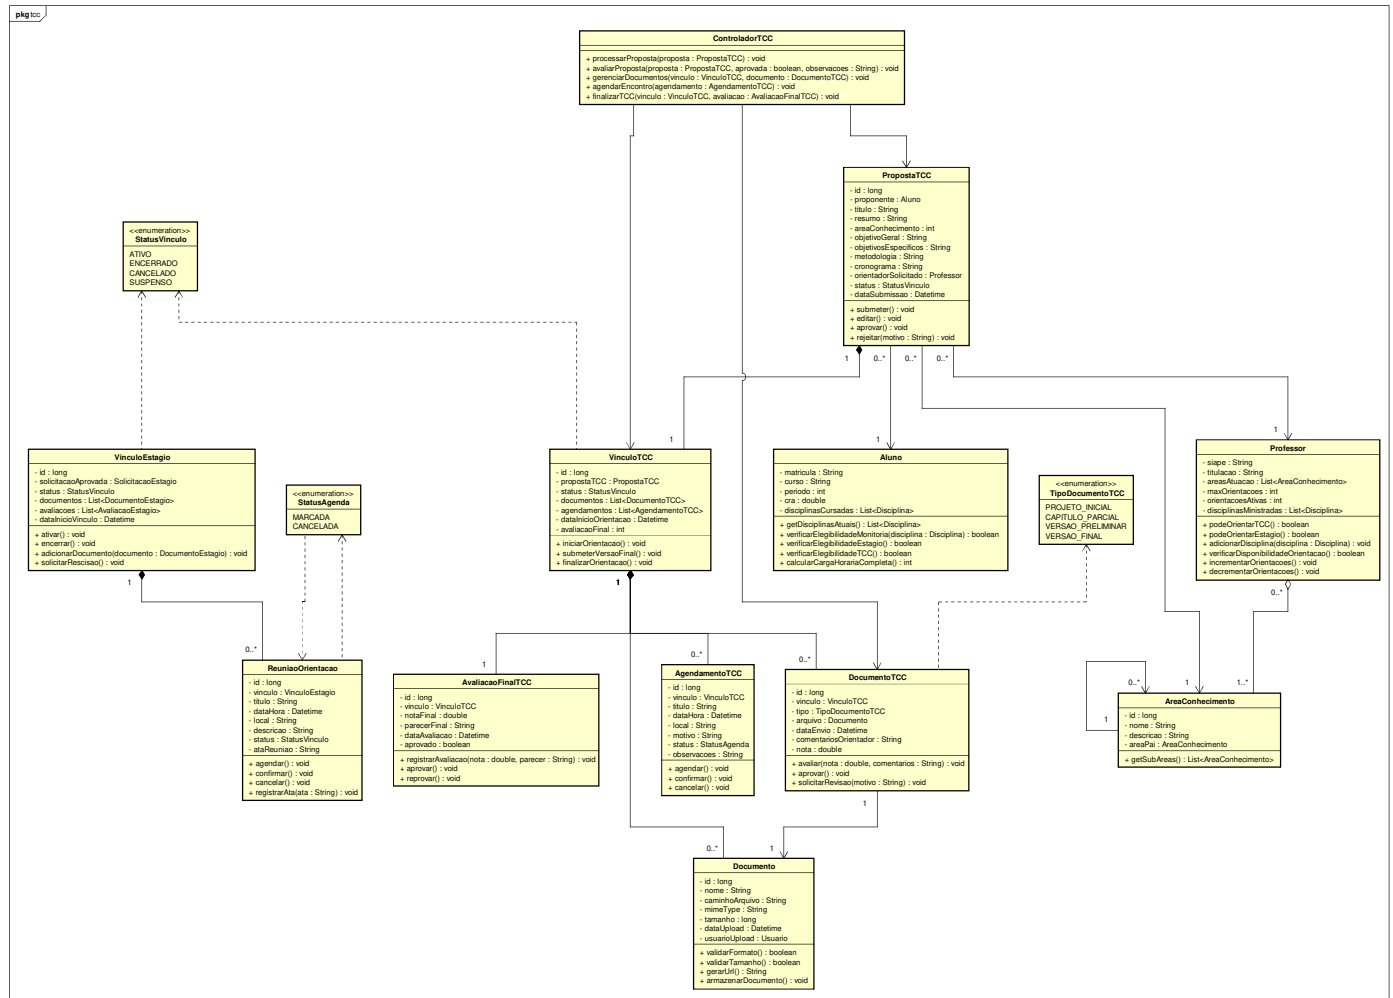 pkg tcc
ControladorTCC
+ processarProposta(proposta : PropostaTCC) : void
+ avaliarProposta(proposta : PropostaTCC, aprovada : boolean, observacoes : String) : void
+ gerenciarDocumentos(vinculo : VinculoTCC, documento : DocumentoTCC) : void
+ agendarEncontro(agendamento : AgendamentoTCC) : void
+ finalizarTCC(vinculo : VinculoTCC, avaliacao : AvaliacaoFinalTCC) : void
PropostaTCC
- id : long
- proponente : Aluno
- titulo : String
- resumo : String
- areaConhecimento : int
- objetivoGeral : String
- objetivosEspecificos : String
- metodologia : String
- cronograma : String
- orientadorSolicitado : Professor
- status : StatusVinculo
- dataSubmissao : Datetime
+ submeter() : void
+ editar() : void
+ aprovar() : void
+ rejeitar(motivo : String) : void
<<enumeration>>
StatusVinculo
ATIVO
ENCERRADO
CANCELADO
SUSPENSO
1
0..*
0..*
0..*
1
1
1
VinculoEstagio
- id : long
- solicitacaoAprovada : SolicitacaoEstagio
- status : StatusVinculo
- documentos : List<DocumentoEstagio>
- avaliacoes : List<AvaliacaoEstagio>
- dataInicioVinculo : Datetime
+ ativar() : void
+ encerrar() : void
+ adicionarDocumento(documento : DocumentoEstagio) : void
+ solicitarRescisao() : void
1
<<enumeration>>
StatusAgenda
MARCADA
CANCELADA
VinculoTCC
- id : long
- propostaTCC : PropostaTCC
- status : StatusVinculo
- documentos : List<DocumentoTCC>
- agendamentos : List<AgendamentoTCC>
- dataInicioOrientacao : Datetime
- avaliacaoFinal : int
+ iniciarOrientacao() : void
+ submeterVersaoFinal() : void
+ finalizarOrientacao() : void
1
Aluno
- matricula : String
- curso : String
- periodo : int
- cra : double
- disciplinasCursadas : List<Disciplina>
+ getDisciplinasAtuais() : List<Disciplina>
+ verificarElegibilidadeMonitoria(disciplina : Disciplina) : boolean
+ verificarElegibilidadeEstagio() : boolean
+ verificarElegibilidadeTCC() : boolean
+ calcularCargaHorariaCompleta() : int
<<enumeration>>
TipoDocumentoTCC
PROJETO_INICIAL
CAPITULO_PARCIAL
VERSAO_PRELIMINAR
VERSAO_FINAL
Professor
- siape : String
- titulacao : String
- areasAtuacao : List<AreaConhecimento>
- maxOrientacoes : int
- orientacoesAtivas : int
- disciplinasMinistradas : List<Disciplina>
+ podeOrientarTCC() : boolean
+ podeOrientarEstagio() : boolean
+ adicionarDisciplina(disciplina : Disciplina) : void
+ verificarDisponibilidadeOrientacao() : boolean
+ incrementarOrientacoes() : void
+ decrementarOrientacoes() : void
0..*
0..*
ReuniaoOrientacao
- id : long
- vinculo : VinculoEstagio
- titulo : String
- dataHora : Datetime
- local : String
- descricao : String
- status : StatusVinculo
- ataReuniao : String
+ agendar() : void
+ confirmar() : void
+ cancelar() : void
+ registrarAta(ata : String) : void
1
AvaliacaoFinalTCC
- id : long
- vinculo : VinculoTCC
- notaFinal : double
- parecerFinal : String
- dataAvaliacao : Datetime
- aprovado : boolean
+ registrarAvaliacao(nota : double, parecer : String) : void
+ aprovar() : void
+ reprovar() : void
0..*
AgendamentoTCC
- id : long
- vinculo : VinculoTCC
- titulo : String
- dataHora : Datetime
- local : String
- motivo : String
- status : StatusAgenda
- observacoes : String
+ agendar() : void
+ confirmar() : void
+ cancelar() : void
0..*
DocumentoTCC
- id : long
- vinculo : VinculoTCC
- tipo : TipoDocumentoTCC
- arquivo : Documento
- dataEnvio : Datetime
- comentariosOrientador : String
- nota : double
+ avaliar(nota : double, comentarios : String) : void
+ aprovar() : void
+ solicitarRevisao(motivo : String) : void
1
0..*
1
1..*
1
AreaConhecimento
- id : long
- nome : String
- descricao : String
- areaPai : AreaConhecimento
+ getSubAreas() : List<AreaConhecimento>
0..*
1
Documento
- id : long
- nome : String
- caminhoArquivo : String
- mimeType : String
- tamanho : long
- dataUpload : Datetime
- usuarioUpload : Usuario
+ validarFormato() : boolean
+ validarTamanho() : boolean
+ gerarUrl() : String
+ armazenarDocumento() : void